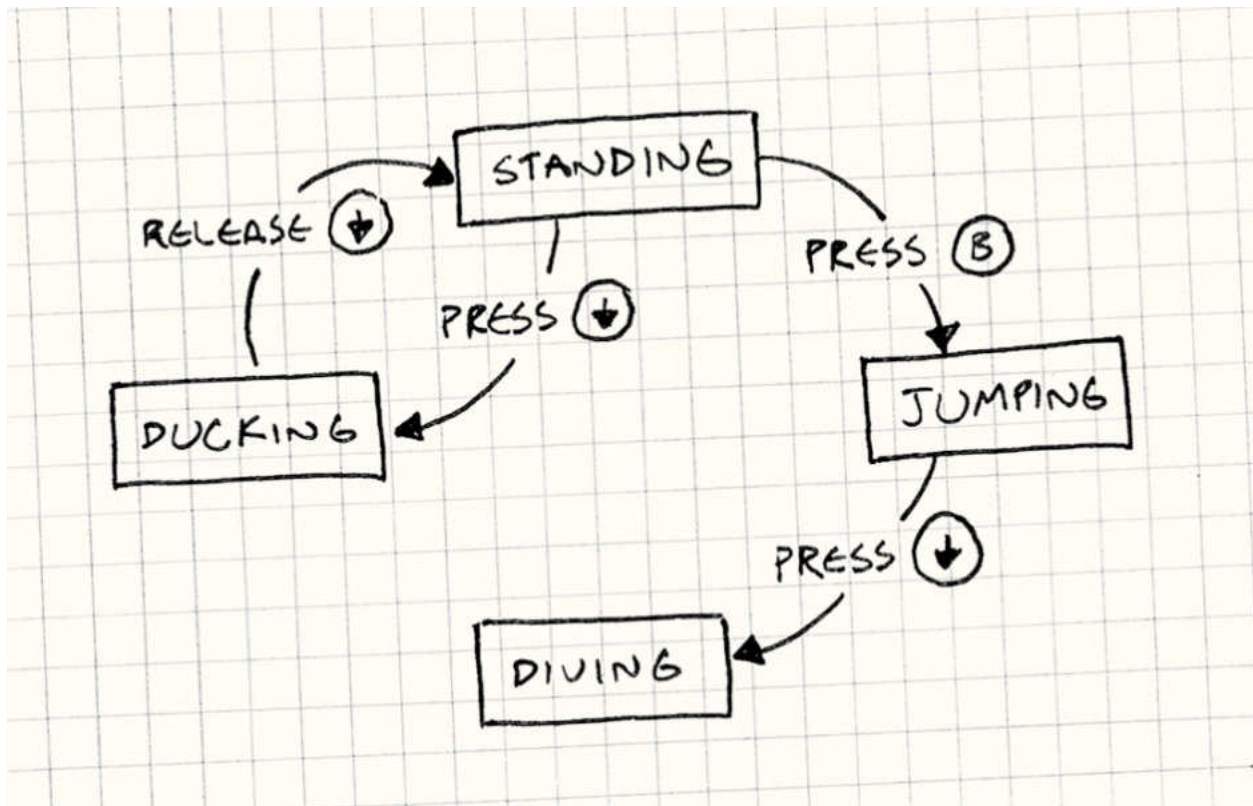 STANDING
RELEASE ↓
PRESS B
PRESS ↓
DUCKING
JUMPING
PRESS ↓
DIVING